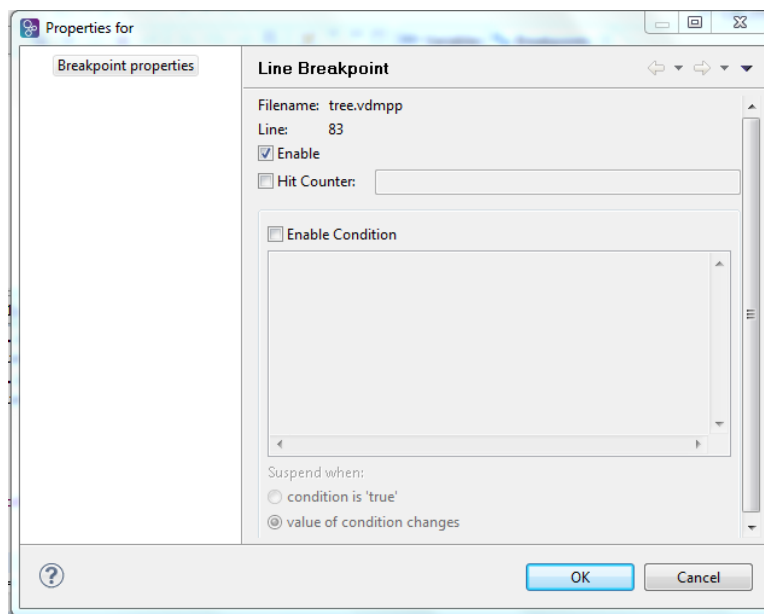 Properties for
Breakpoint properties
Line Breakpoint
Filename: tree.vdmpp
Line: 83
Enable
Hit Counter:
Enable Condition
Suspend when:
condition is 'true'
value of condition changes
OK
Cancel